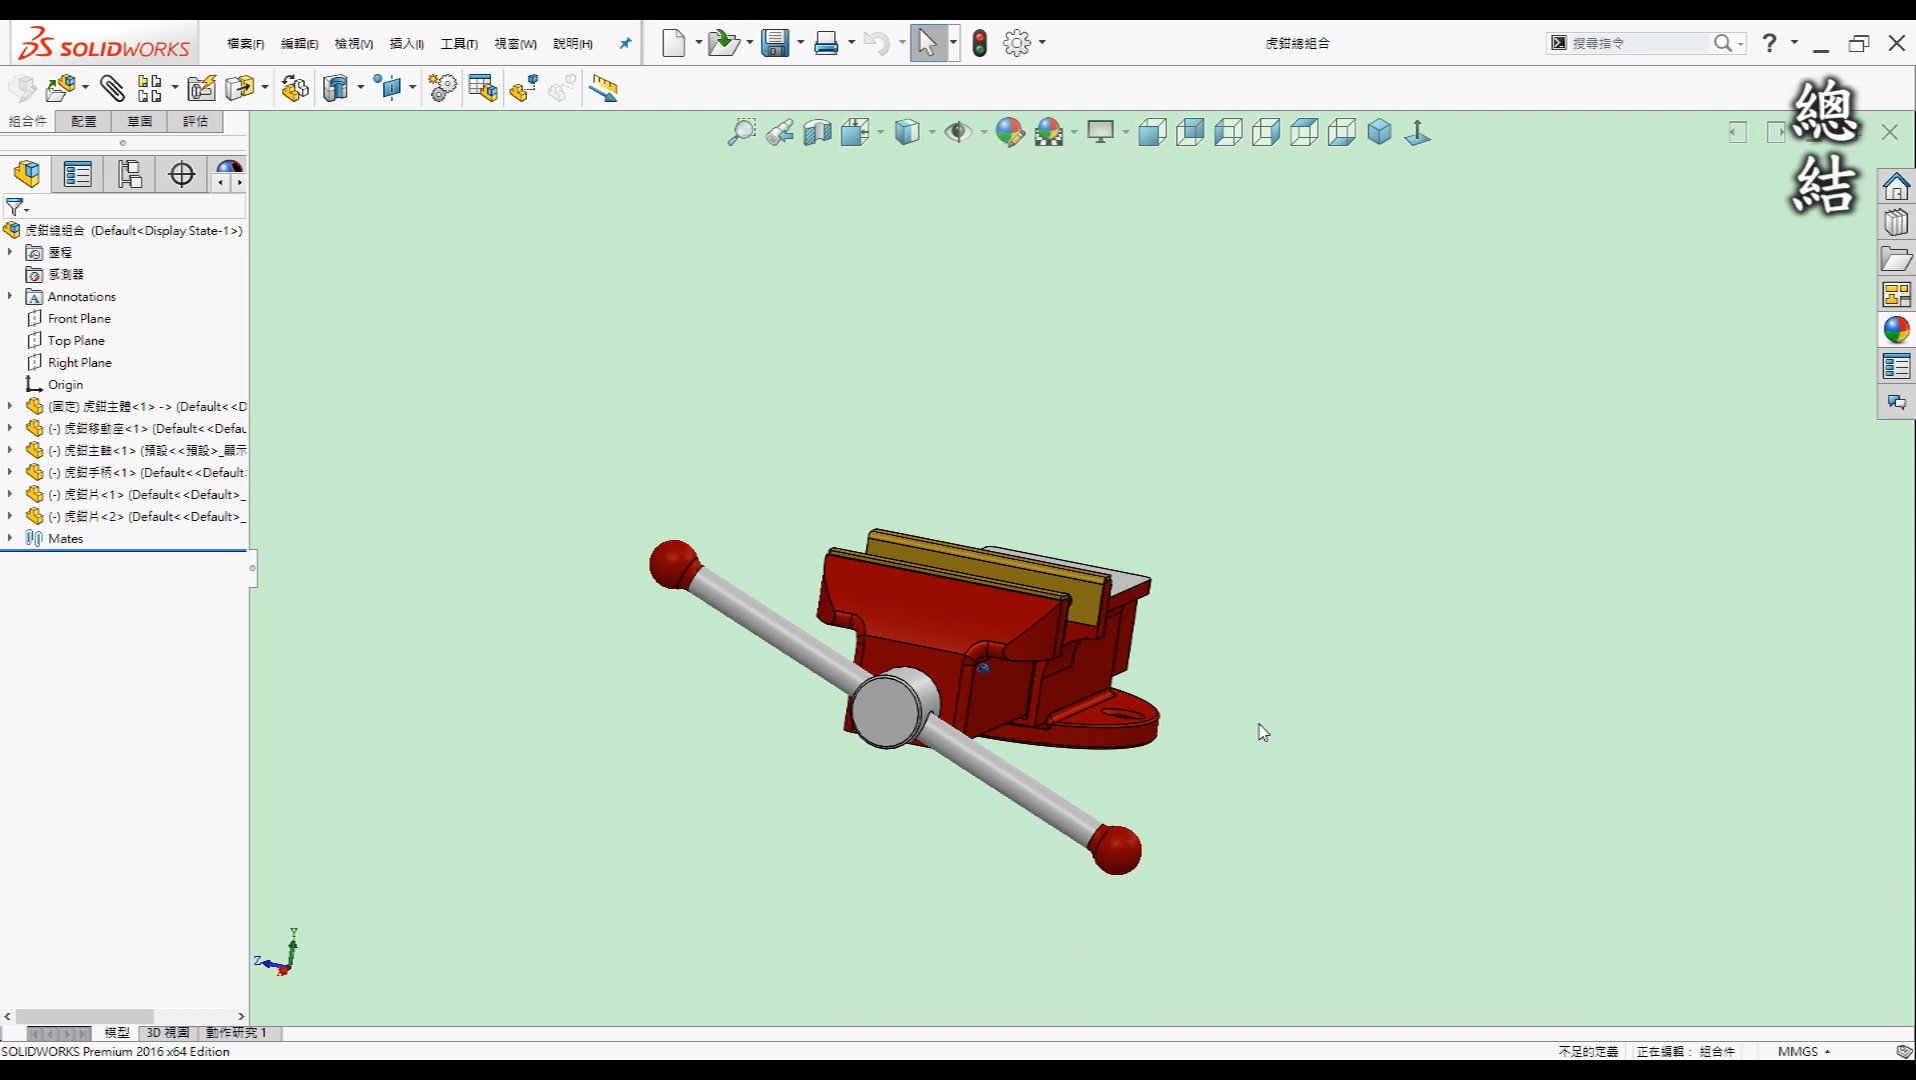 SOLIDWORKS
檔案(F) 編輯(E) 檢視(V) 插入(I) 工具(T) 視窗(W) 說明(H)
虎鉗總組合
搜尋指令
?
總
結
組合件 配置 草圖 評估
虎鉗總組合 (Default<Display State-1>)
歷程
感測器
Annotations
Front Plane
Top Plane
Right Plane
Origin
(固定) 虎鉗主體<1> -> (Default<<D
(-) 虎鉗移動座<1> (Default<<Defau
(-) 虎鉗主軸<1> (預設<<預設>_顯示
(-) 虎鉗手柄<1> (Default<<Default
(-) 虎鉗片<1> (Default<<Default>_
(-) 虎鉗片<2> (Default<<Default>_
Mates
Y
Z
模型 3D 視圖 動作研究 1
SOLIDWORKS Premium 2016 x64 Edition
不足的定義 正在編輯： 組合件 MMGS